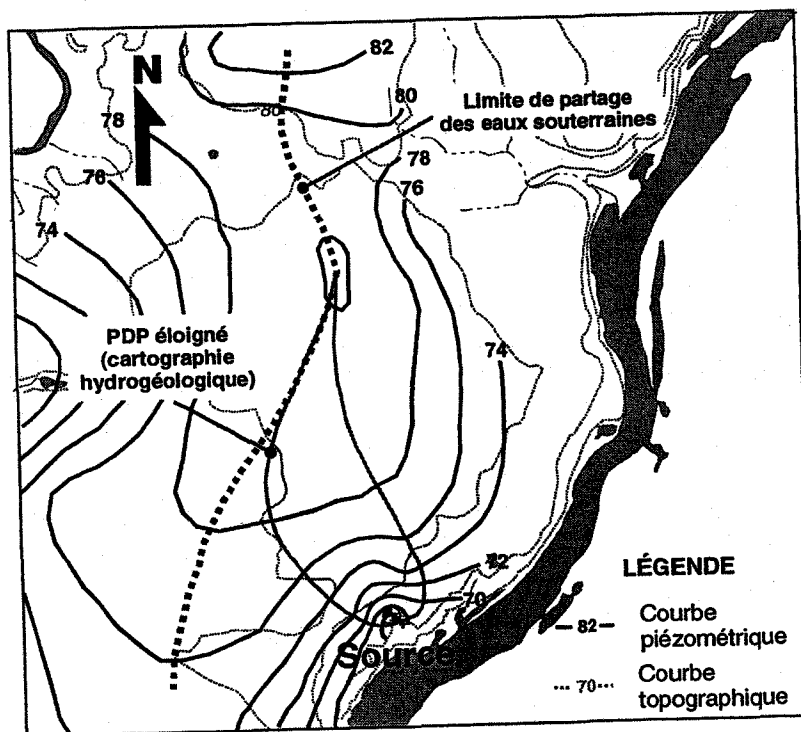 82
N
80
80
Limite de partage
des eaux souterraines
78
78
76
76
74
PDP éloigné
(cartographie
hydrogéologique)
74
72
LÉGENDE
70
Source
82
Courbe
piézométrique
70
Courbe
topographique